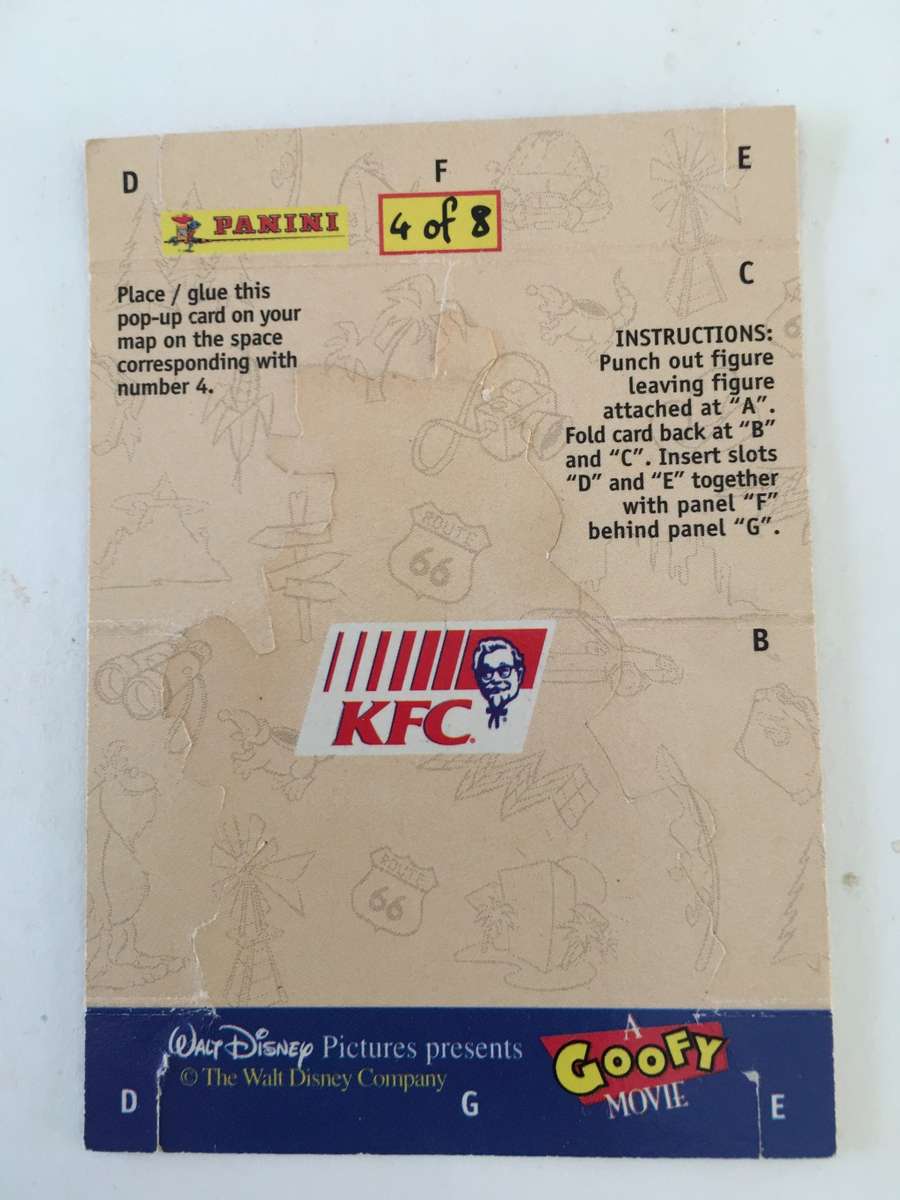 D
F
E
PANINI
4 of 8
C
Place / glue this
pop-up card on your
map on the space
corresponding with
number 4.
INSTRUCTIONS:
Punch out figure
leaving figure
attached at “A”.
Fold card back at “B”
and “C”. Insert slots
“D” and “E” together
with panel “F”
behind panel “G”.
ROUTE
66
B
KFC
ROUTE
66
WALT DISNEY Pictures presents
© The Walt Disney Company
A
GOOFY
MOVIE
D
G
E